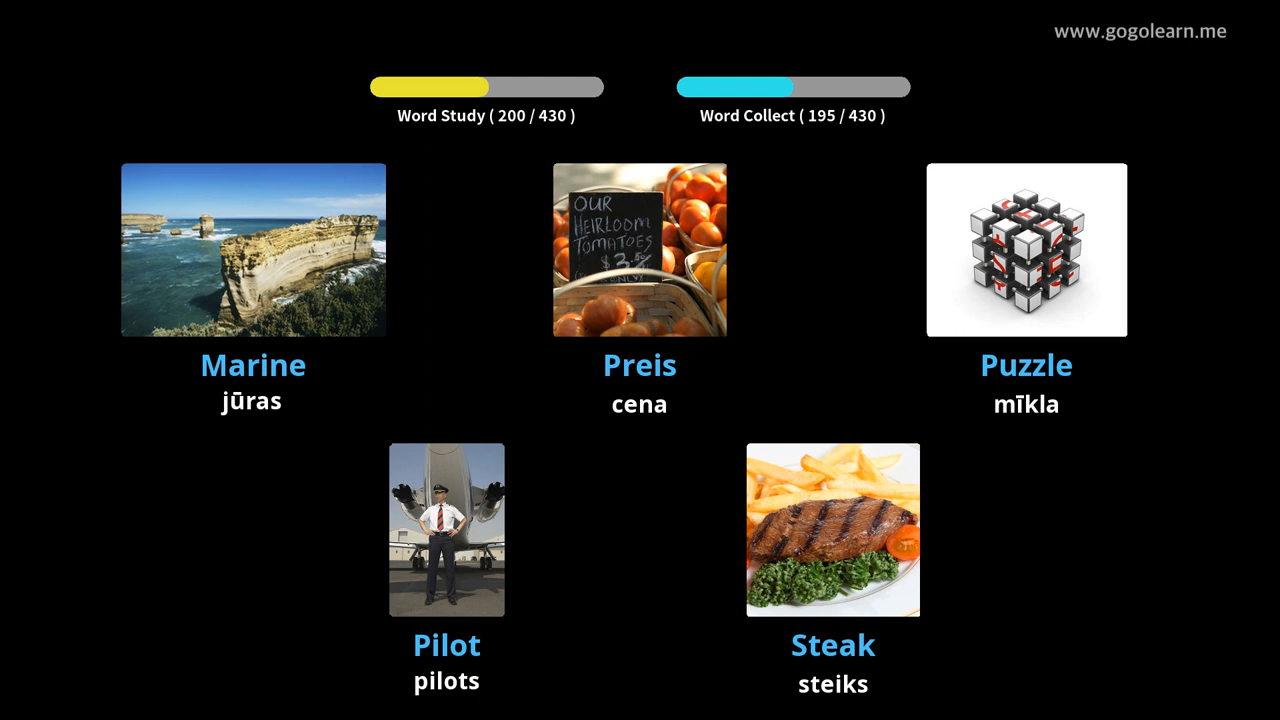 www.gogolearn.me
Word Study ( 200 / 430 )
Word Collect ( 195 / 430 )
OUR
HEIRLOOM
TOMATOES
Marine
jūras
Preis
cena
Puzzle
mīkla
Pilot
pilots
Steak
steiks